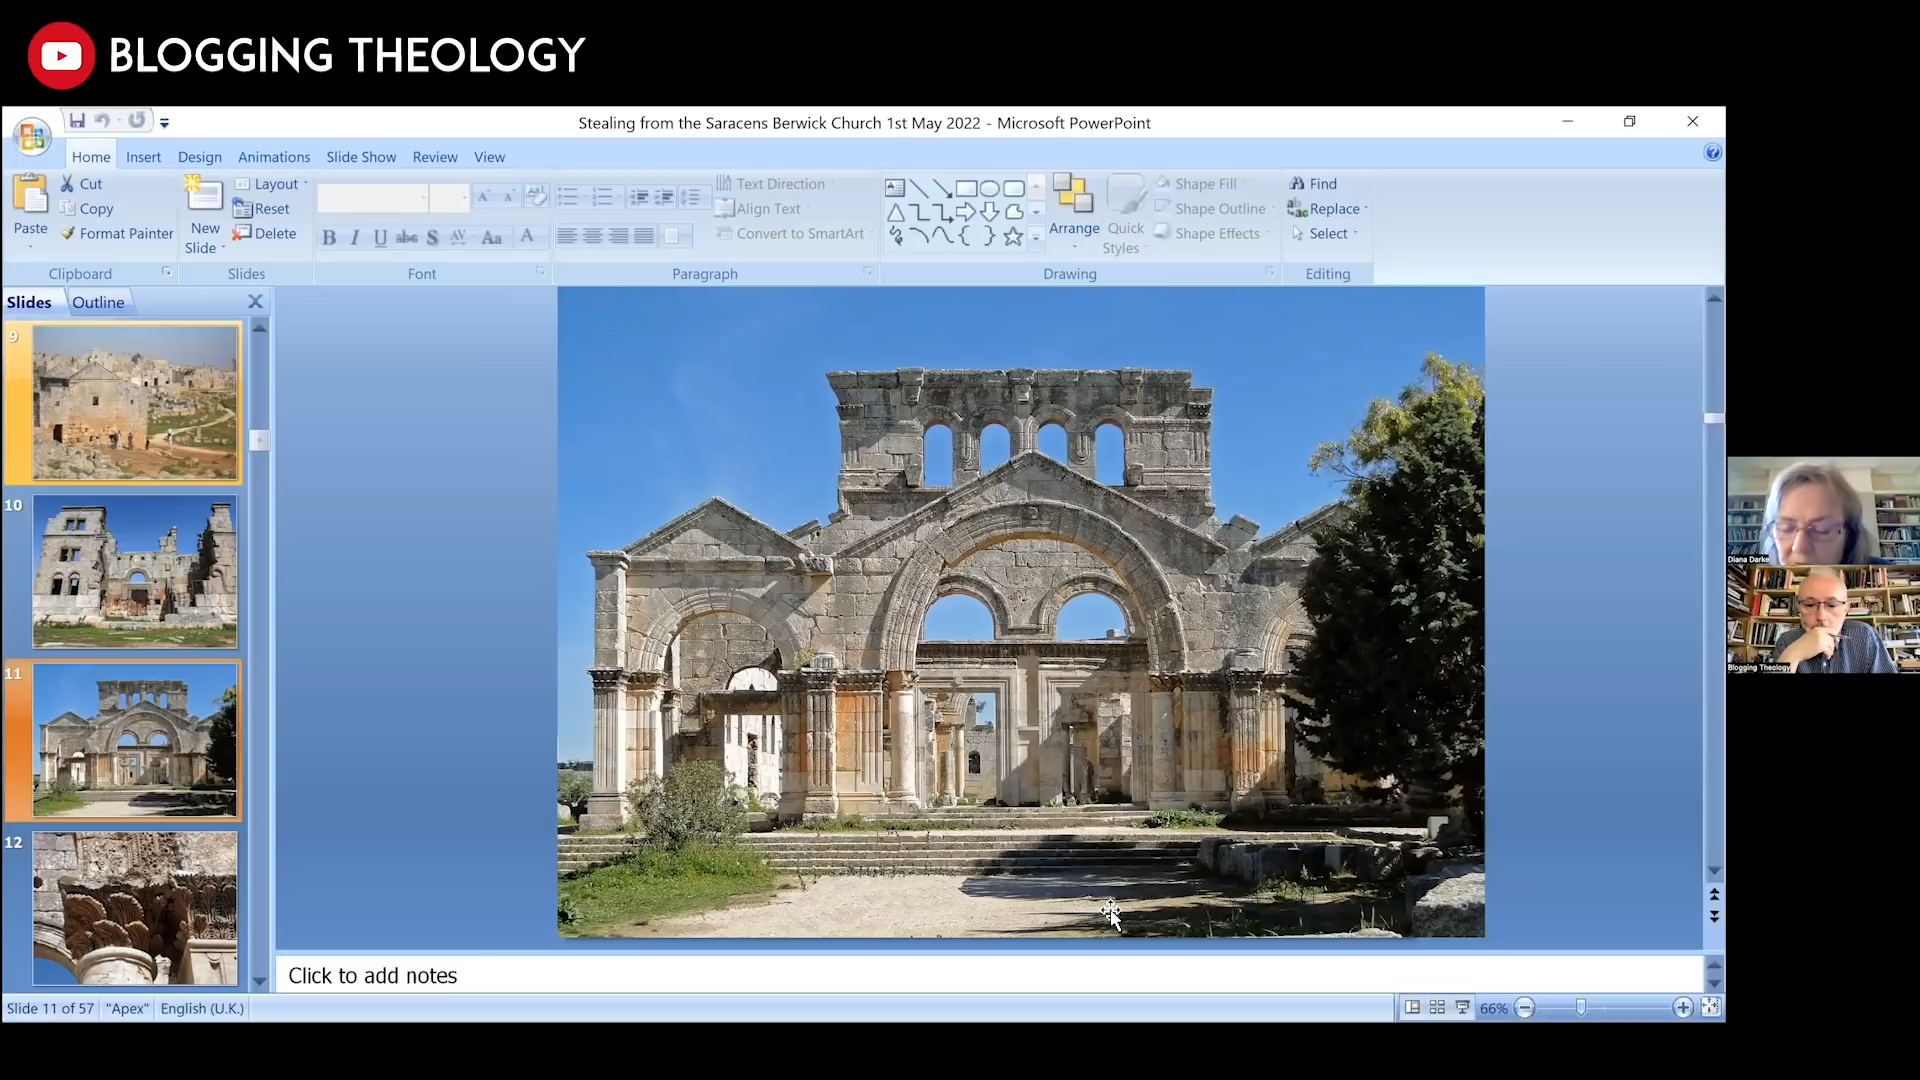 BLOGGING THEOLOGY
Stealing from the Saracens Berwick Church 1st May 2022 - Microsoft PowerPoint
Home Insert Design Animations Slide Show Review View
Paste
Cut
Copy
Format Painter
Clipboard
New Slide
Layout
Reset
Delete
Slides
B I U abc S AV Aa A
Font
Text Direction
Align Text
Convert to SmartArt
Paragraph
Arrange
Quick Styles
Shape Fill
Shape Outline
Shape Effects
Drawing
Find
Replace
Select
Editing
Slides Outline
9
10
11
12
Diana Darke
Blogging Theology
Click to add notes
Slide 11 of 57 "Apex" English (U.K.) 66%